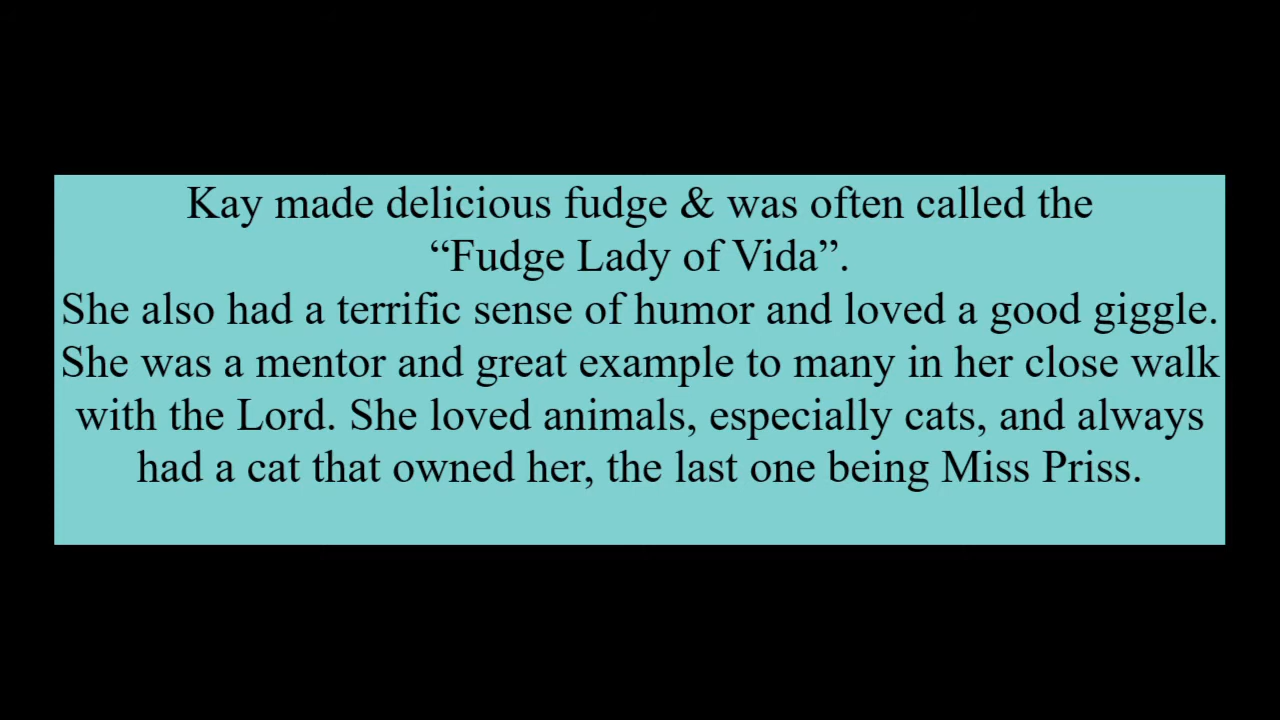 Kay made delicious fudge & was often called the
“Fudge Lady of Vida”.
She also had a terrific sense of humor and loved a good giggle.
She was a mentor and great example to many in her close walk
with the Lord. She loved animals, especially cats, and always
had a cat that owned her, the last one being Miss Priss.